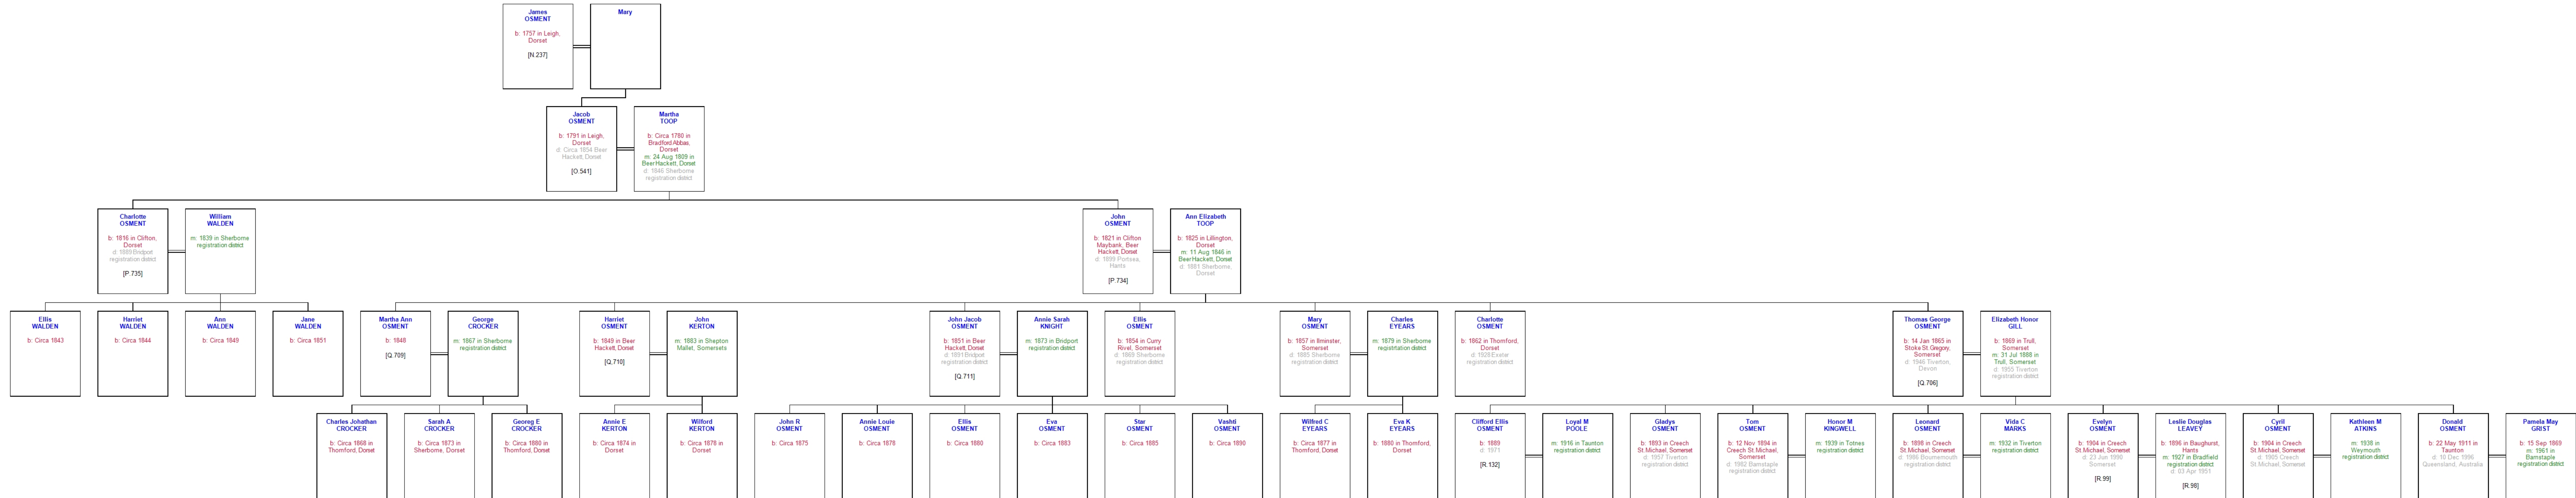 James
OSMENT
b: 1757 in Leigh,
Dorset
[N.237]
Mary
Jacob
OSMENT
b: 1791 in Leigh,
Dorset
d: Circa 1854 Beer
Hackett, Dorset
[O.541]
Martha
TOOP
b: Circa 1780 in
Bradford Abbas,
Dorset
m: 24 Aug 1809 in
Beer Hackett, Dorset
d: 1846 Sherborne
registration district
Charlotte
OSMENT
b: 1816 in Clifton,
Dorset
d: 1889 Bridport
registration district
[P.735]
William
WALDEN
m: 1839 in Sherborne
registration district
John
OSMENT
b: 1821 in Clifton
Maybank, Beer
Hackett, Dorset
d: 1899 Portsea,
Hants
[P.734]
Ann Elizabeth
TOOP
b: 1825 in Lillington,
Dorset
m: 11 Aug 1846 in
Beer Hackett, Dorset
d: 1881 Sherborne,
Dorset
Ellis
WALDEN
b: Circa 1843
Harriet
WALDEN
b: Circa 1844
Ann
WALDEN
b: Circa 1849
Jane
WALDEN
b: Circa 1851
Martha Ann
OSMENT
b: 1848
[Q.709]
George
CROCKER
m: 1867 in Sherborne
registration district
Harriet
OSMENT
b: 1849 in Beer
Hackett, Dorset
[Q.710]
John
KERTON
m: 1883 in Shepton
Mallet, Somersets
John Jacob
OSMENT
b: 1851 in Beer
Hackett, Dorset
d: 1891 Bridport
registration district
[Q.711]
Annie Sarah
KNIGHT
m: 1873 in Bridport
registration district
Ellis
OSMENT
b: 1854 in Curry
Rivel, Somerset
d: 1869 Sherborne
registration district
Mary
OSMENT
b: 1857 in Ilminster,
Somerset
d: 1885 Sherborne
registration district
Charles
EYEARS
m: 1879 in Sherborne
registrtation district
Charlotte
OSMENT
b: 1862 in Thornford,
Dorset
d: 1928 Exeter
registration district
Thomas George
OSMENT
b: 14 Jan 1865 in
Stoke St.Gregory,
Somerset
d: 1946 Tiverton,
Devon
[Q.706]
Elizabeth Honor
GILL
b: 1869 in Trull,
Somerset
m: 31 Jul 1888 in
Trull, Somerset
d: 1955 Tiverton
registration district
Charles Johathan
CROCKER
b: Circa 1868 in
Thornford, Dorset
Sarah A
CROCKER
b: Circa 1873 in
Sherborne, Dorset
Georeg E
CROCKER
b: Circa 1880 in
Thornford, Dorset
Annie E
KERTON
b: Circa 1874 in
Dorset
Wilford
KERTON
b: Circa 1878 in
Dorset
John R
OSMENT
b: Circa 1875
Annie Louie
OSMENT
b: Circa 1878
Ellis
OSMENT
b: Circa 1880
Eva
OSMENT
b: Circa 1883
Star
OSMENT
b: Circa 1885
Vashti
OSMENT
b: Circa 1890
Wilfred C
EYEARS
b: Circa 1877 in
Thornford, Dorset
Eva K
EYEARS
b: 1880 in Thornford,
Dorset
Clifford Ellis
OSMENT
b: 1889
d: 1971
[R.132]
Loyal M
POOLE
m: 1916 in Taunton
registration district
Gladys
OSMENT
b: 1893 in Creech
St.Michael, Somerset
d: 1957 Tiverton
registration district
Tom
OSMENT
b: 12 Nov 1894 in
Creech St.Michael,
Somerset
d: 1982 Barnstaple
registration district
Honor M
KINGWELL
m: 1939 in Totnes
registration district
Leonard
OSMENT
b: 1898 in Creech
St.Michael, Somerset
d: 1986 Bournemouth
registration district
Vida C
MARKS
m: 1932 in Tiverton
registration district
Evelyn
OSMENT
b: 1904 in Creech
St.Michael, Somerset
d: 23 Jun 1990
Somerset
[R.99]
Leslie Douglas
LEAVEY
b: 1896 in Baughurst,
Hants
m: 1927 in Bradfield
registration district
d: 03 Apr 1951
[R.98]
Cyril
OSMENT
b: 1904 in Creech
St.Michael, Somerset
d: 1905 Creech
St.Michael, Somerset
Kathleen M
ATKINS
m: 1938 in
Weymouth
registration district
Donald
OSMENT
b: 22 May 1911 in
Taunton
d: 10 Dec 1996
Queensland, Australia
Pamela May
GRIST
b: 15 Sep 1869
m: 1961 in
Barnstaple
registration district